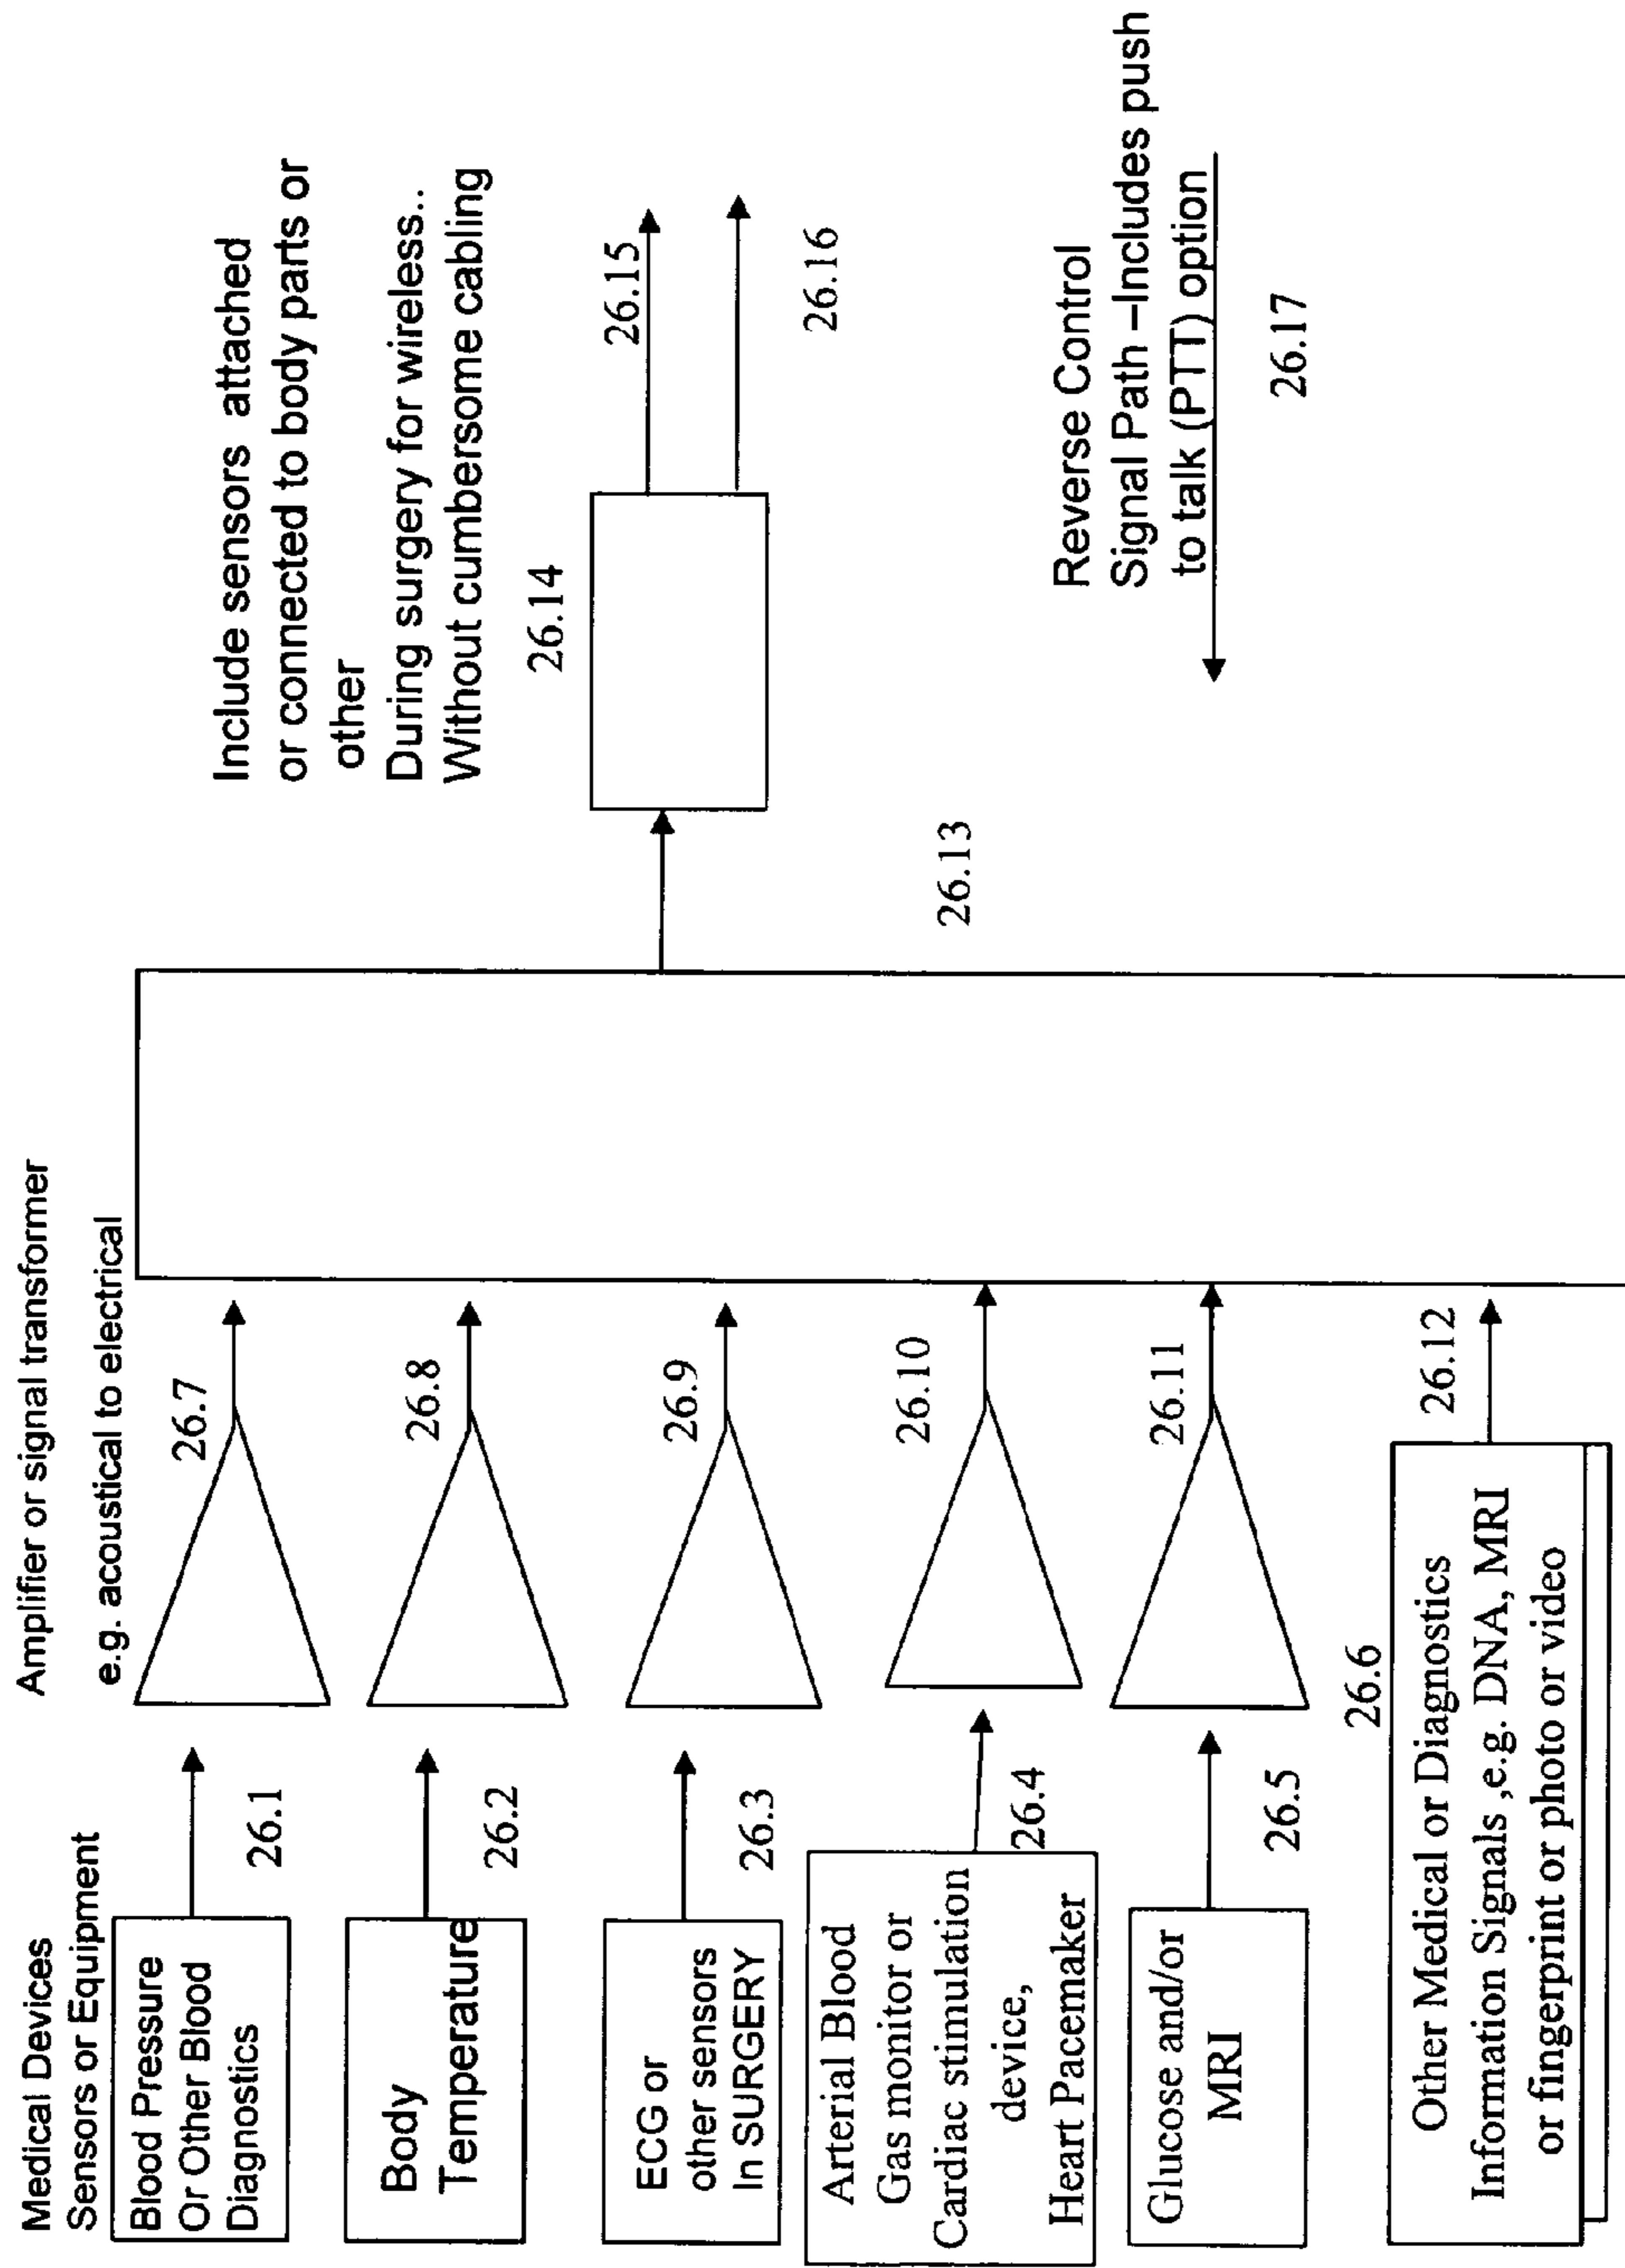 Medical Devices
Sensors or Equipment
Amplifier or signal transformer
e.g. acoustical to electrical
Blood Pressure
Or Other Blood
Diagnostics
26.1
26.7
Body
Temperature
26.2
26.8
ECG or
other sensors
In SURGERY
26.3
26.9
Arterial Blood
Gas monitor or
Cardiac stimulation
device,
Heart Pacemaker
26.4
26.10
Glucose and/or
MRI
26.5
26.11
26.6
Other Medical or Diagnostics
Information Signals ,e.g. DNA, MRI
or fingerprint or photo or video
26.12
26.13
Include sensors attached
or connected to body parts or
other
During surgery for wireless..
Without cumbersome cabling
26.14
26.15
26.16
Reverse Control
Signal Path –Includes push
to talk (PTT) option
26.17